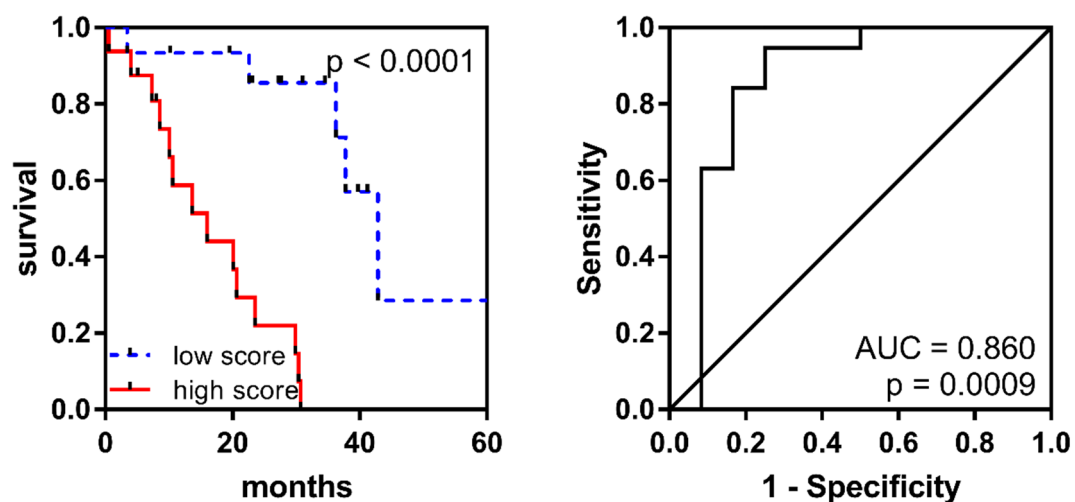 1.0
0.8
0.6
0.4
0.2
0.0
survival
p < 0.0001
low score
high score
0 20 40 60
months
1.0
0.8
0.6
0.4
0.2
0.0
Sensitivity
AUC = 0.860
p = 0.0009
0.0 0.2 0.4 0.6 0.8 1.0
1 - Specificity